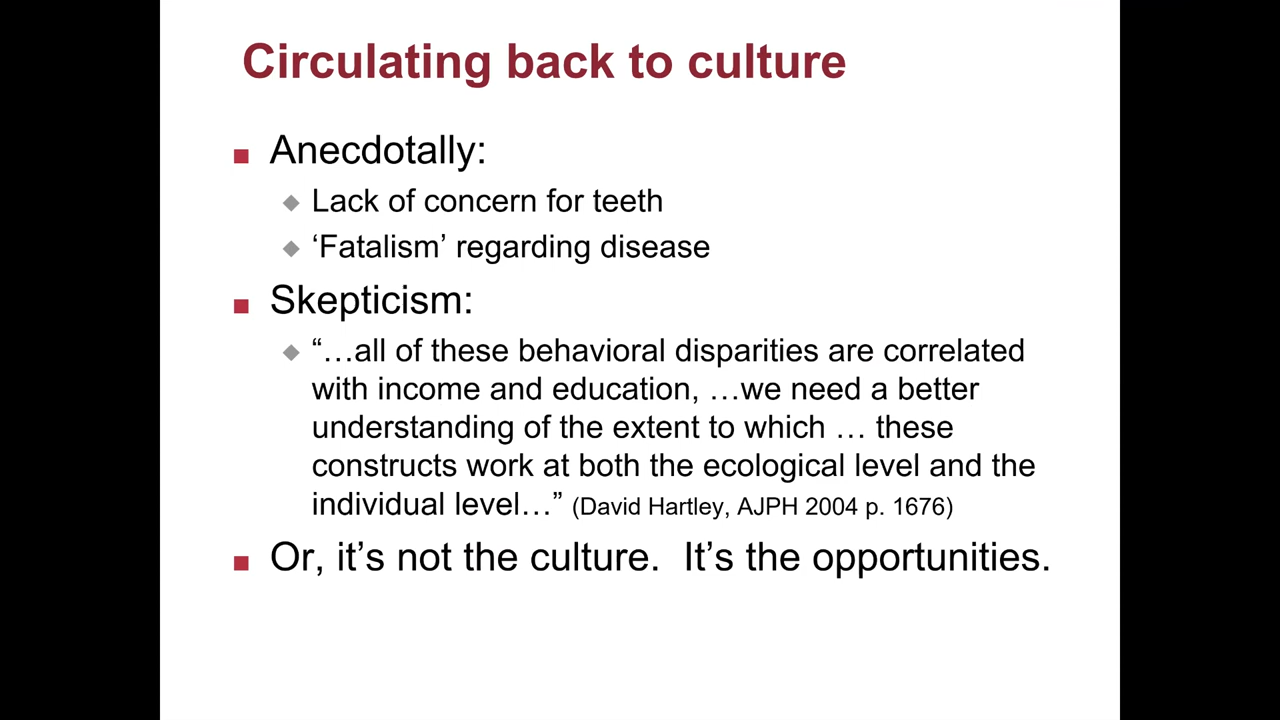 Circulating back to culture
Anecdotally:
Lack of concern for teeth
‘Fatalism’ regarding disease
Skepticism:
“…all of these behavioral disparities are correlated
with income and education, …we need a better
understanding of the extent to which … these
constructs work at both the ecological level and the
individual level…” (David Hartley, AJPH 2004 p. 1676)
Or, it’s not the culture.  It’s the opportunities.